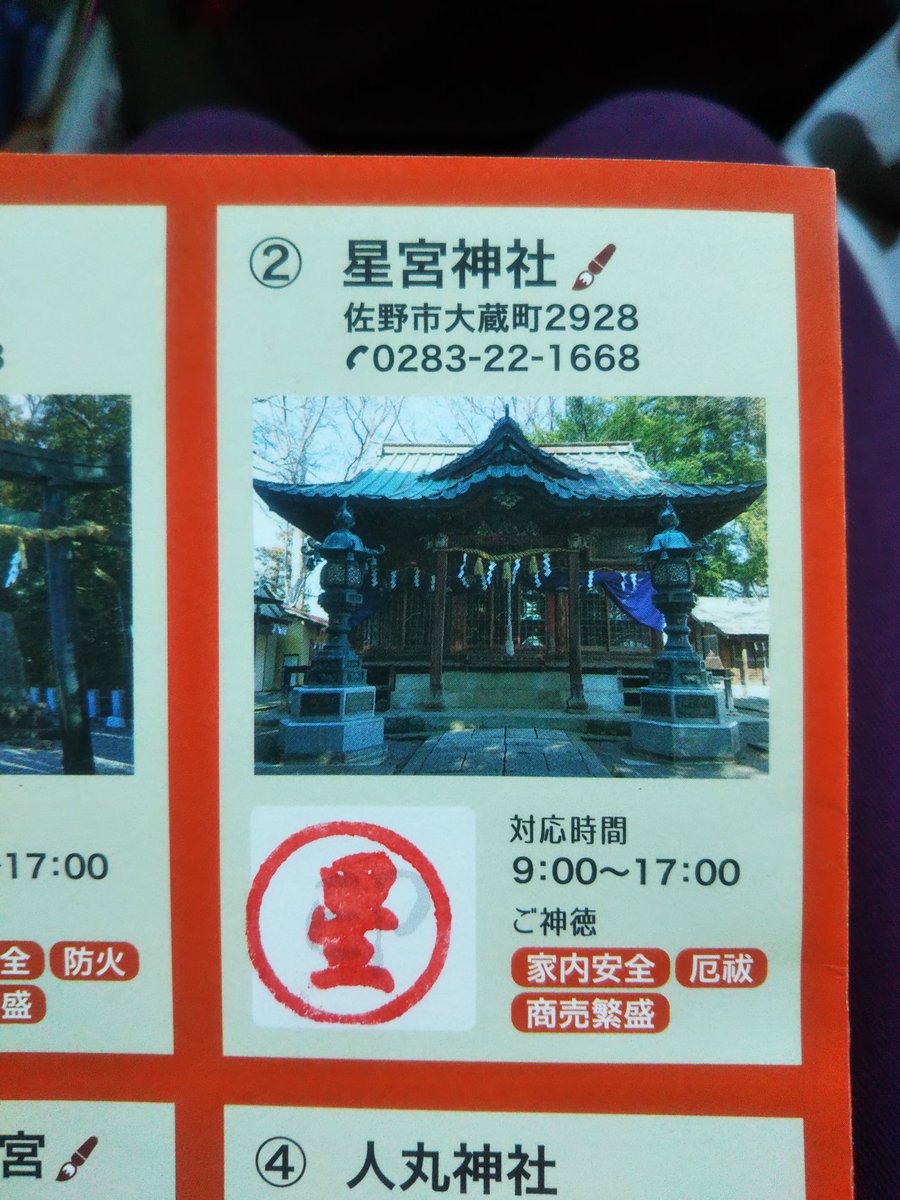 ② 星宮神社
佐野市大蔵町2928
0283-22-1668
対応時間
9:00〜17:00
ご神徳
家内安全 厄祓
商売繁盛
星
17:00
全 防火
盛
宮
④ 人丸神社